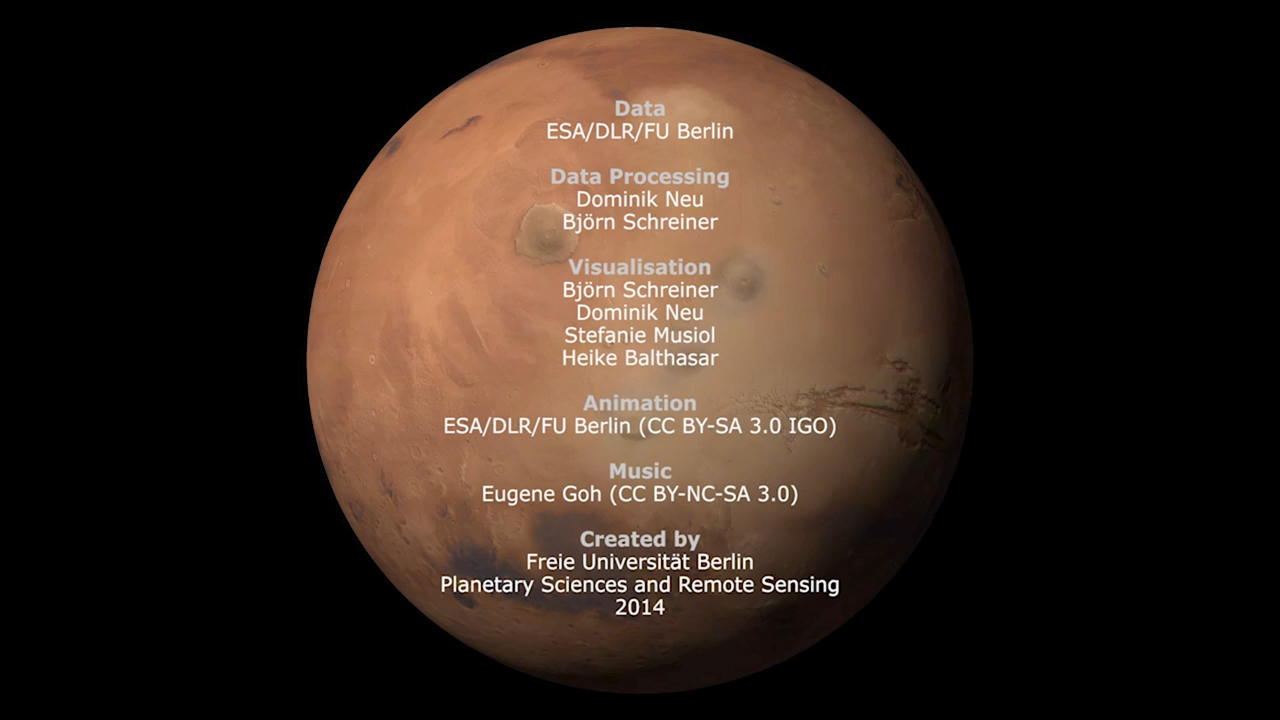 Data
ESA/DLR/FU Berlin
Data Processing
Dominik Neu
Björn Schreiner
Visualisation
Björn Schreiner
Dominik Neu
Stefanie Musiol
Heike Balthasar
Animation
ESA/DLR/FU Berlin (CC BY-SA 3.0 IGO)
Music
Eugene Goh (CC BY-NC-SA 3.0)
Created by
Freie Universität Berlin
Planetary Sciences and Remote Sensing
2014